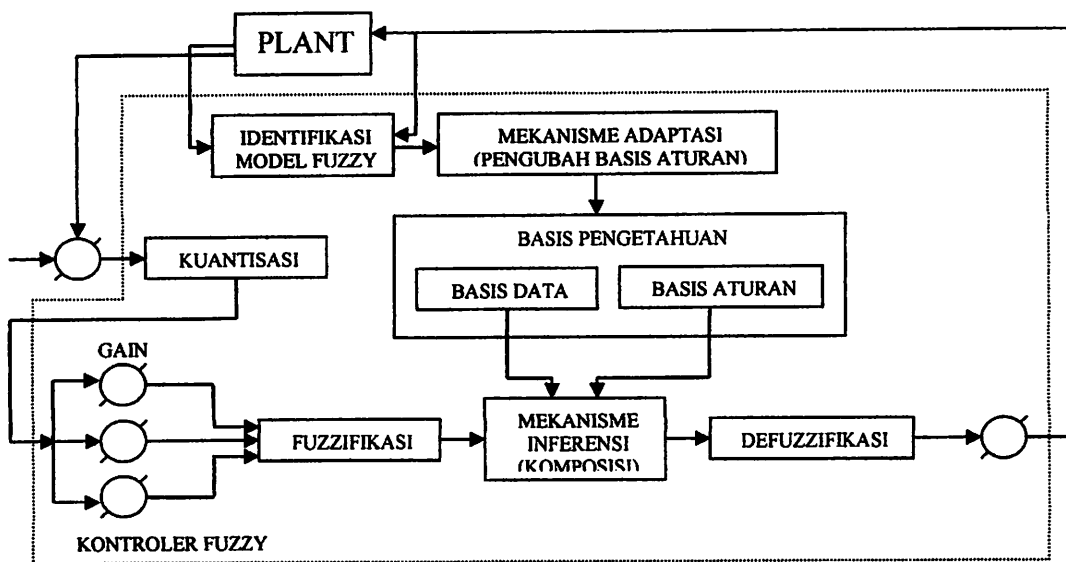 PLANT
IDENTIFIKASI
MODEL FUZZY
MEKANISME ADAPTASI
(PENGUBAH BASIS ATURAN)
BASIS PENGETAHUAN
KUANTISASI
BASIS DATA
BASIS ATURAN
GAIN
FUZZIFIKASI
MEKANISME
INFERENSI
(KOMPOSISI)
DEFUZZIFIKASI
KONTROLER FUZZY